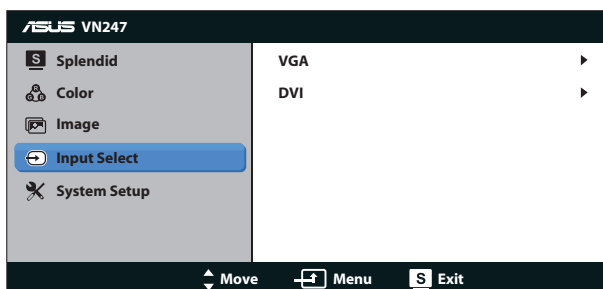 ASUS VN247
S Splendid
VGA
Color
DVI
Image
Input Select
System Setup
Move Menu S Exit